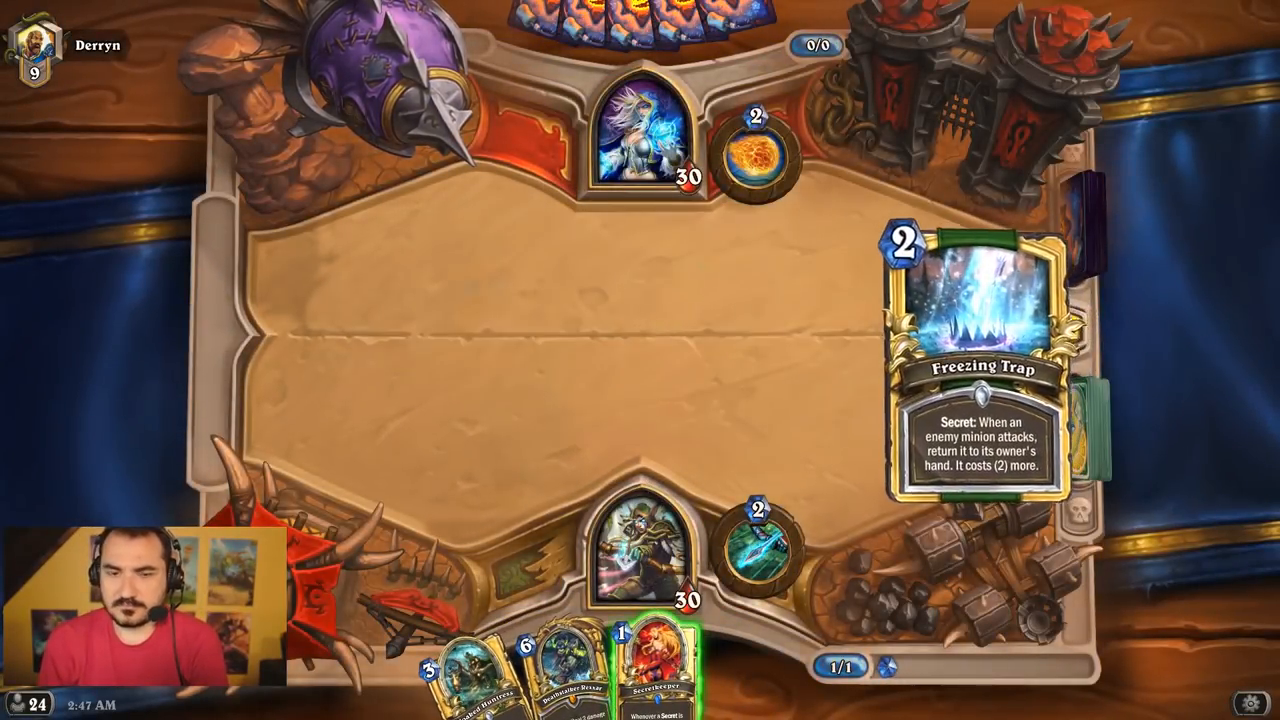 Derryn
9
0/0
2
30
2
Freezing Trap
Secret: When an
enemy minion attacks,
return it to its owner's
hand. It costs (2) more.
2
30
3
6
1
Huntress
Deathstalker Rexxar
Secretkeeper
Whenever a Secret is
1/1
24
2:47 AM